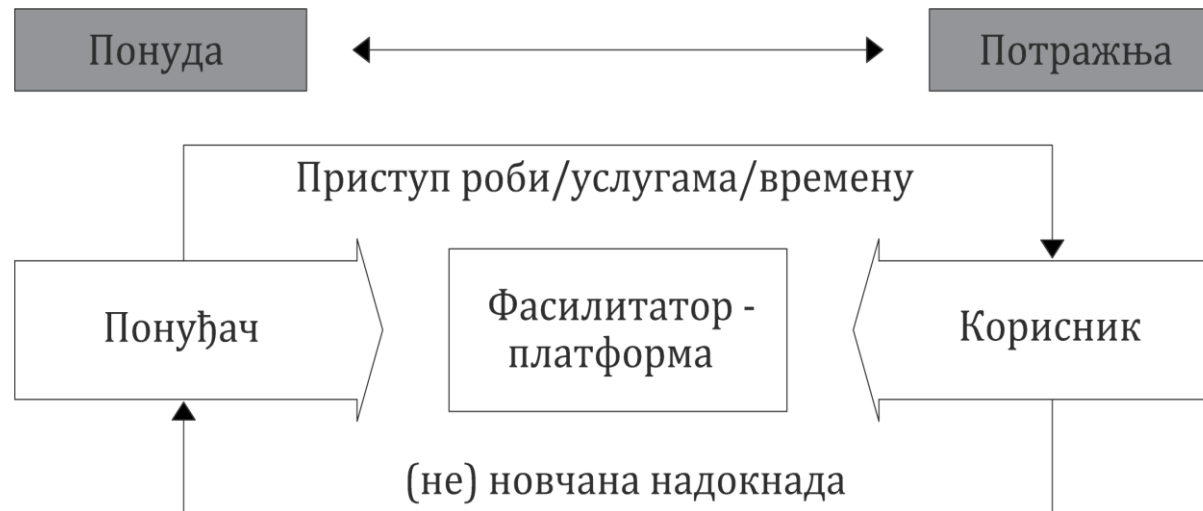 Понуда
Потражња
Приступ роби/услугама/времену
Понуђач
Фасилитатор -
платформа
Корисник
(не) новчана надокнада